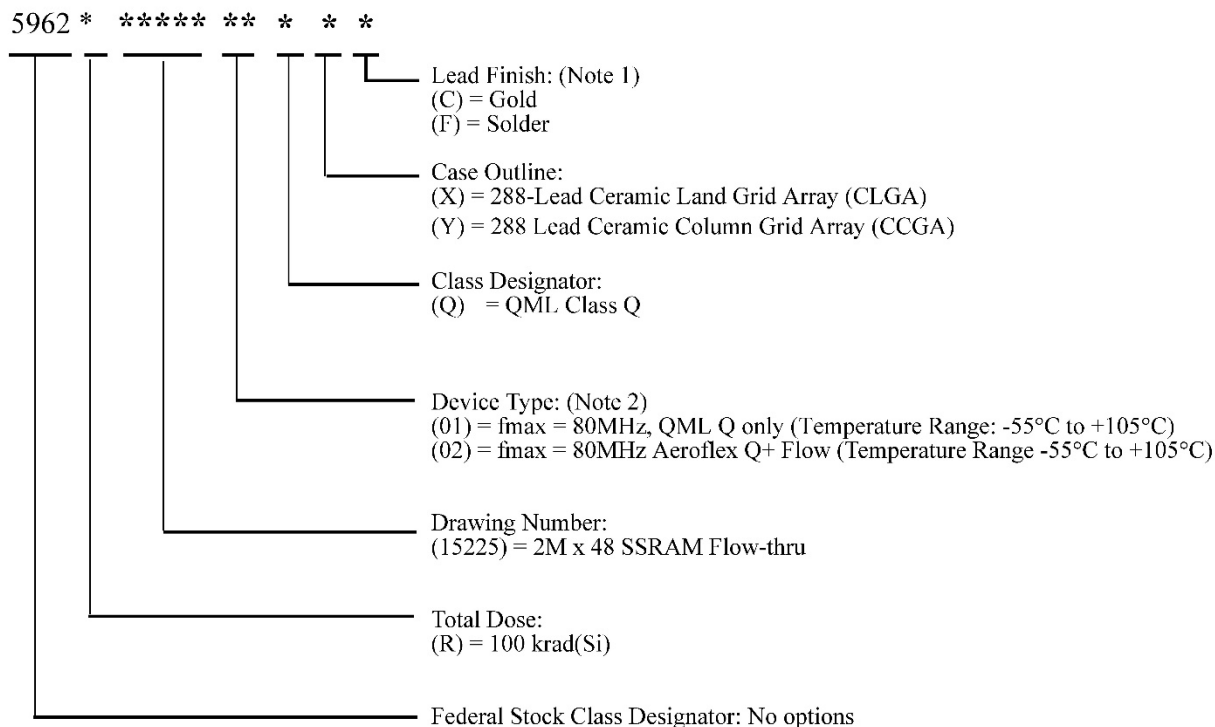 5962 * ***** ** * * *
Lead Finish: (Note 1)
(C) = Gold
(F) = Solder
Case Outline:
(X) = 288-Lead Ceramic Land Grid Array (CLGA)
(Y) = 288 Lead Ceramic Column Grid Array (CCGA)
Class Designator:
(Q) = QML Class Q
Device Type: (Note 2)
(01) = fmax = 80MHz, QML Q only (Temperature Range: -55°C to +105°C)
(02) = fmax = 80MHz Aeroflex Q+ Flow (Temperature Range -55°C to +105°C)
Drawing Number:
(15225) = 2M x 48 SSRAM Flow-thru
Total Dose:
(R) = 100 krad(Si)
Federal Stock Class Designator: No options